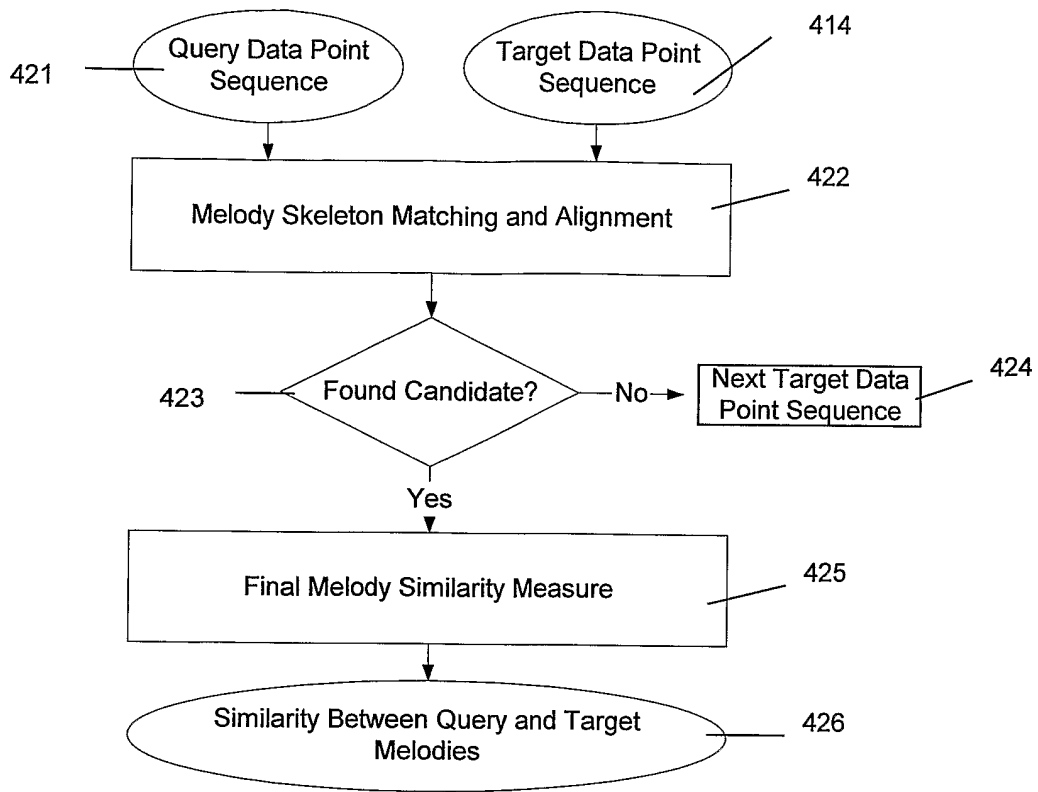 Query Data Point
Sequence
421
Target Data Point
Sequence
414
Melody Skeleton Matching and Alignment
422
Found Candidate?
423
No
Next Target Data
Point Sequence
424
Yes
Final Melody Similarity Measure
425
Similarity Between Query and Target
Melodies
426